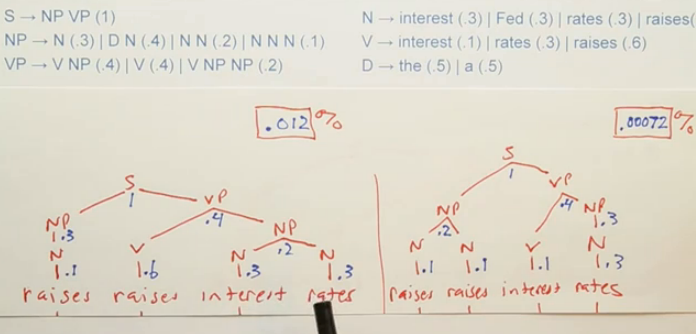 S → NP VP (1)
NP → N (.3) | D N (.4) | N N (.2) | N N N (.1)
VP → V NP (.4) | V (.4) | V NP NP (.2)
N → interest (.3) | Fed (.3) | rates (.3) | raises(
V → interest (.1) | rates (.3) | raises (.6)
D → the (.5) | a (.5)
.012 %
S
1
NP VP
.3 .4
N V NP
.2
N N
.1 .6 .3 .3
raises raises interest rates
.00072 %
S
1
NP VP
.2 .4
NP
.3
N N V N
.1 .1 .1 .3
raises raises interest rates